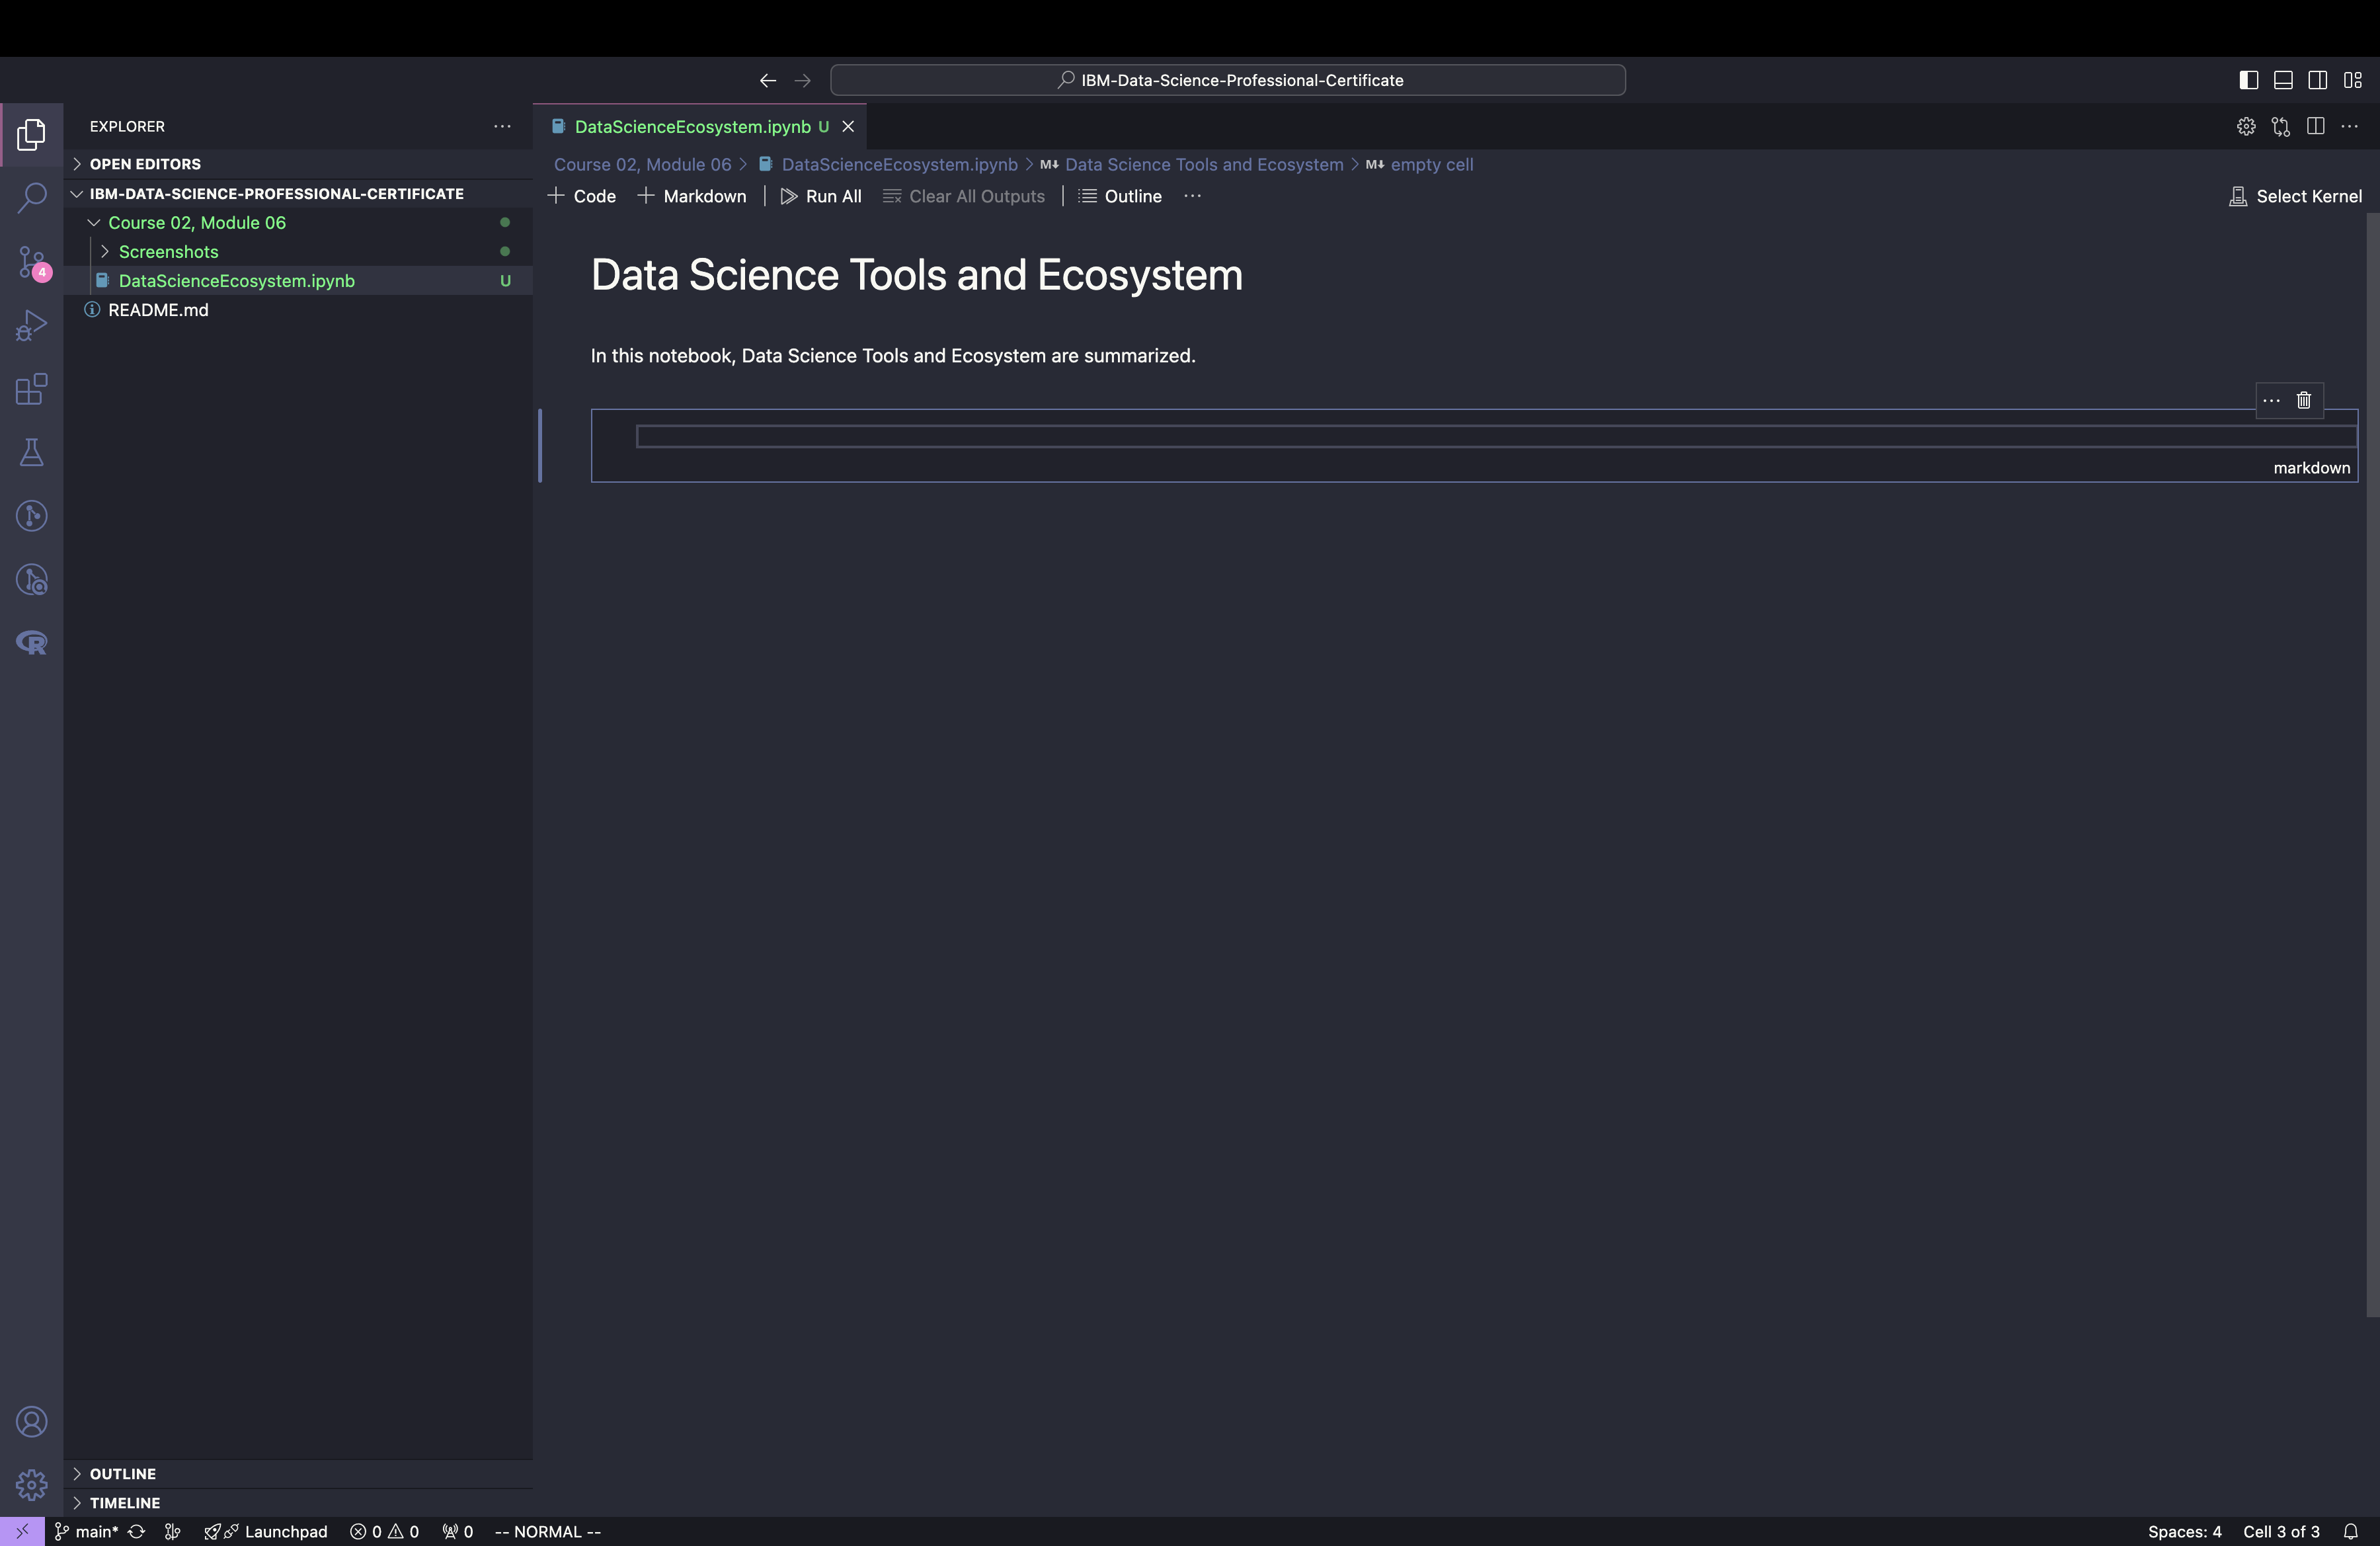 IBM-Data-Science-Professional-Certificate
EXPLORER
DataScienceEcosystem.ipynb U
OPEN EDITORS
Course 02, Module 06 > DataScienceEcosystem.ipynb > M↓ Data Science Tools and Ecosystem > M↓ empty cell
IBM-DATA-SCIENCE-PROFESSIONAL-CERTIFICATE
+ Code + Markdown | Run All Clear All Outputs | Outline ···
Select Kernel
Course 02, Module 06
Screenshots
4
DataScienceEcosystem.ipynb U
README.md
Data Science Tools and Ecosystem
In this notebook, Data Science Tools and Ecosystem are summarized.
markdown
R
OUTLINE
TIMELINE
main* Launchpad 0 0 0 -- NORMAL -- Spaces: 4 Cell 3 of 3